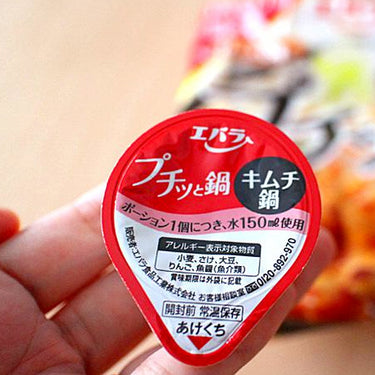 エバラ
プチッと鍋
キムチ
鍋
ポーション1個につき、水150㎖使用
アレルギー表示対象物質
小麦、さけ、大豆、
りんご、魚醤(魚介類)
賞味期限は外袋に記載
販売者:エバラ食品工業株式会社 お客様相談室 0120-892-970
開封前 常温保存
あけくち